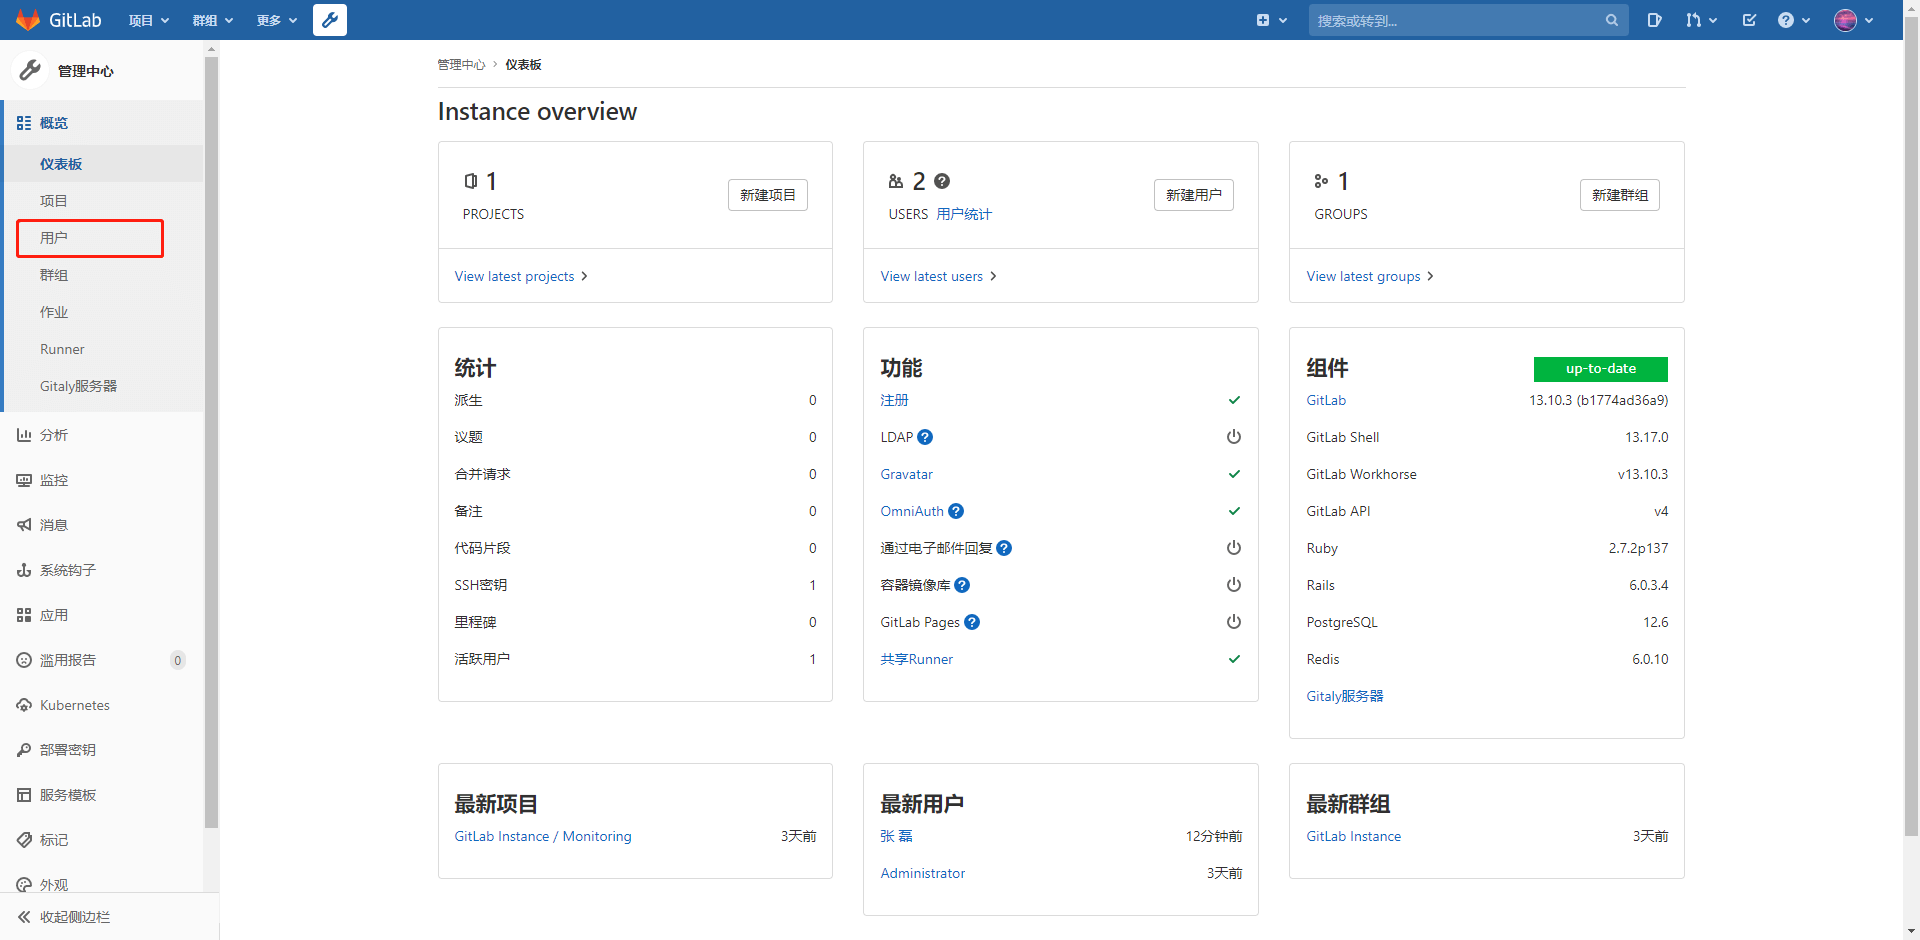 GitLab 项目 群组 更多 搜索或转到...
管理中心
概览
仪表板
项目
用户
群组
作业
Runner
Gitaly服务器
分析
监控
消息
系统钩子
应用
滥用报告 0
Kubernetes
部署密钥
服务模板
标记
外观
收起侧边栏
管理中心 > 仪表板
Instance overview
1
PROJECTS
新建项目
View latest projects
2
USERS 用户统计
新建用户
View latest users
1
GROUPS
新建群组
View latest groups
统计
派生 0
议题 0
合并请求 0
备注 0
代码片段 0
SSH密钥 1
里程碑 0
活跃用户 1
功能
注册
LDAP
Gravatar
OmniAuth
通过电子邮件回复
容器镜像库
GitLab Pages
共享Runner
组件 up-to-date
GitLab 13.10.3 (b1774ad36a9)
GitLab Shell 13.17.0
GitLab Workhorse v13.10.3
GitLab API v4
Ruby 2.7.2p137
Rails 6.0.3.4
PostgreSQL 12.6
Redis 6.0.10
Gitaly服务器
最新项目
GitLab Instance / Monitoring 3天前
最新用户
张 磊 12分钟前
Administrator 3天前
最新群组
GitLab Instance 3天前